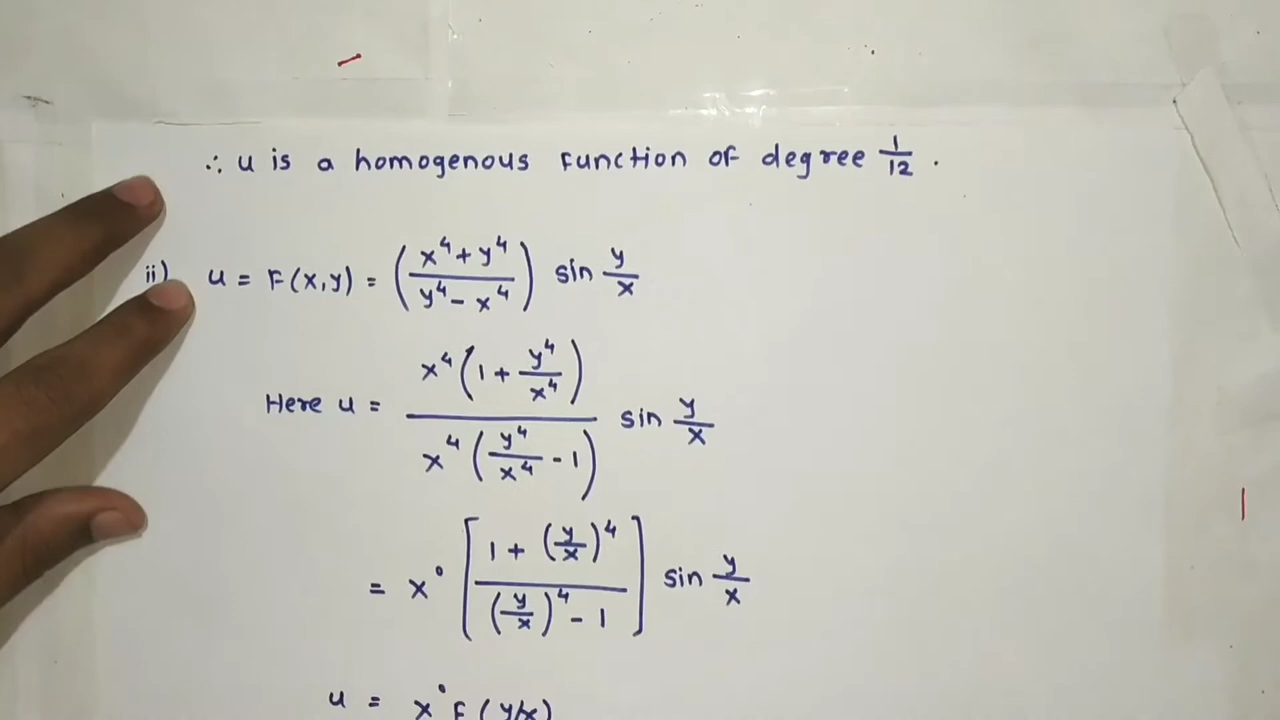 ∴ u is a homogenous function of degree 1/12 .
ii) u = F(x,y) = (x⁴ + y⁴ / y⁴ - x⁴) sin y/x
Here u = x⁴(1 + y⁴/x⁴) / x⁴(y⁴/x⁴ - 1) sin y/x
= x⁰ [1 + (y/x)⁴ / (y/x)⁴ - 1] sin y/x
u = x⁰ F(y/x)